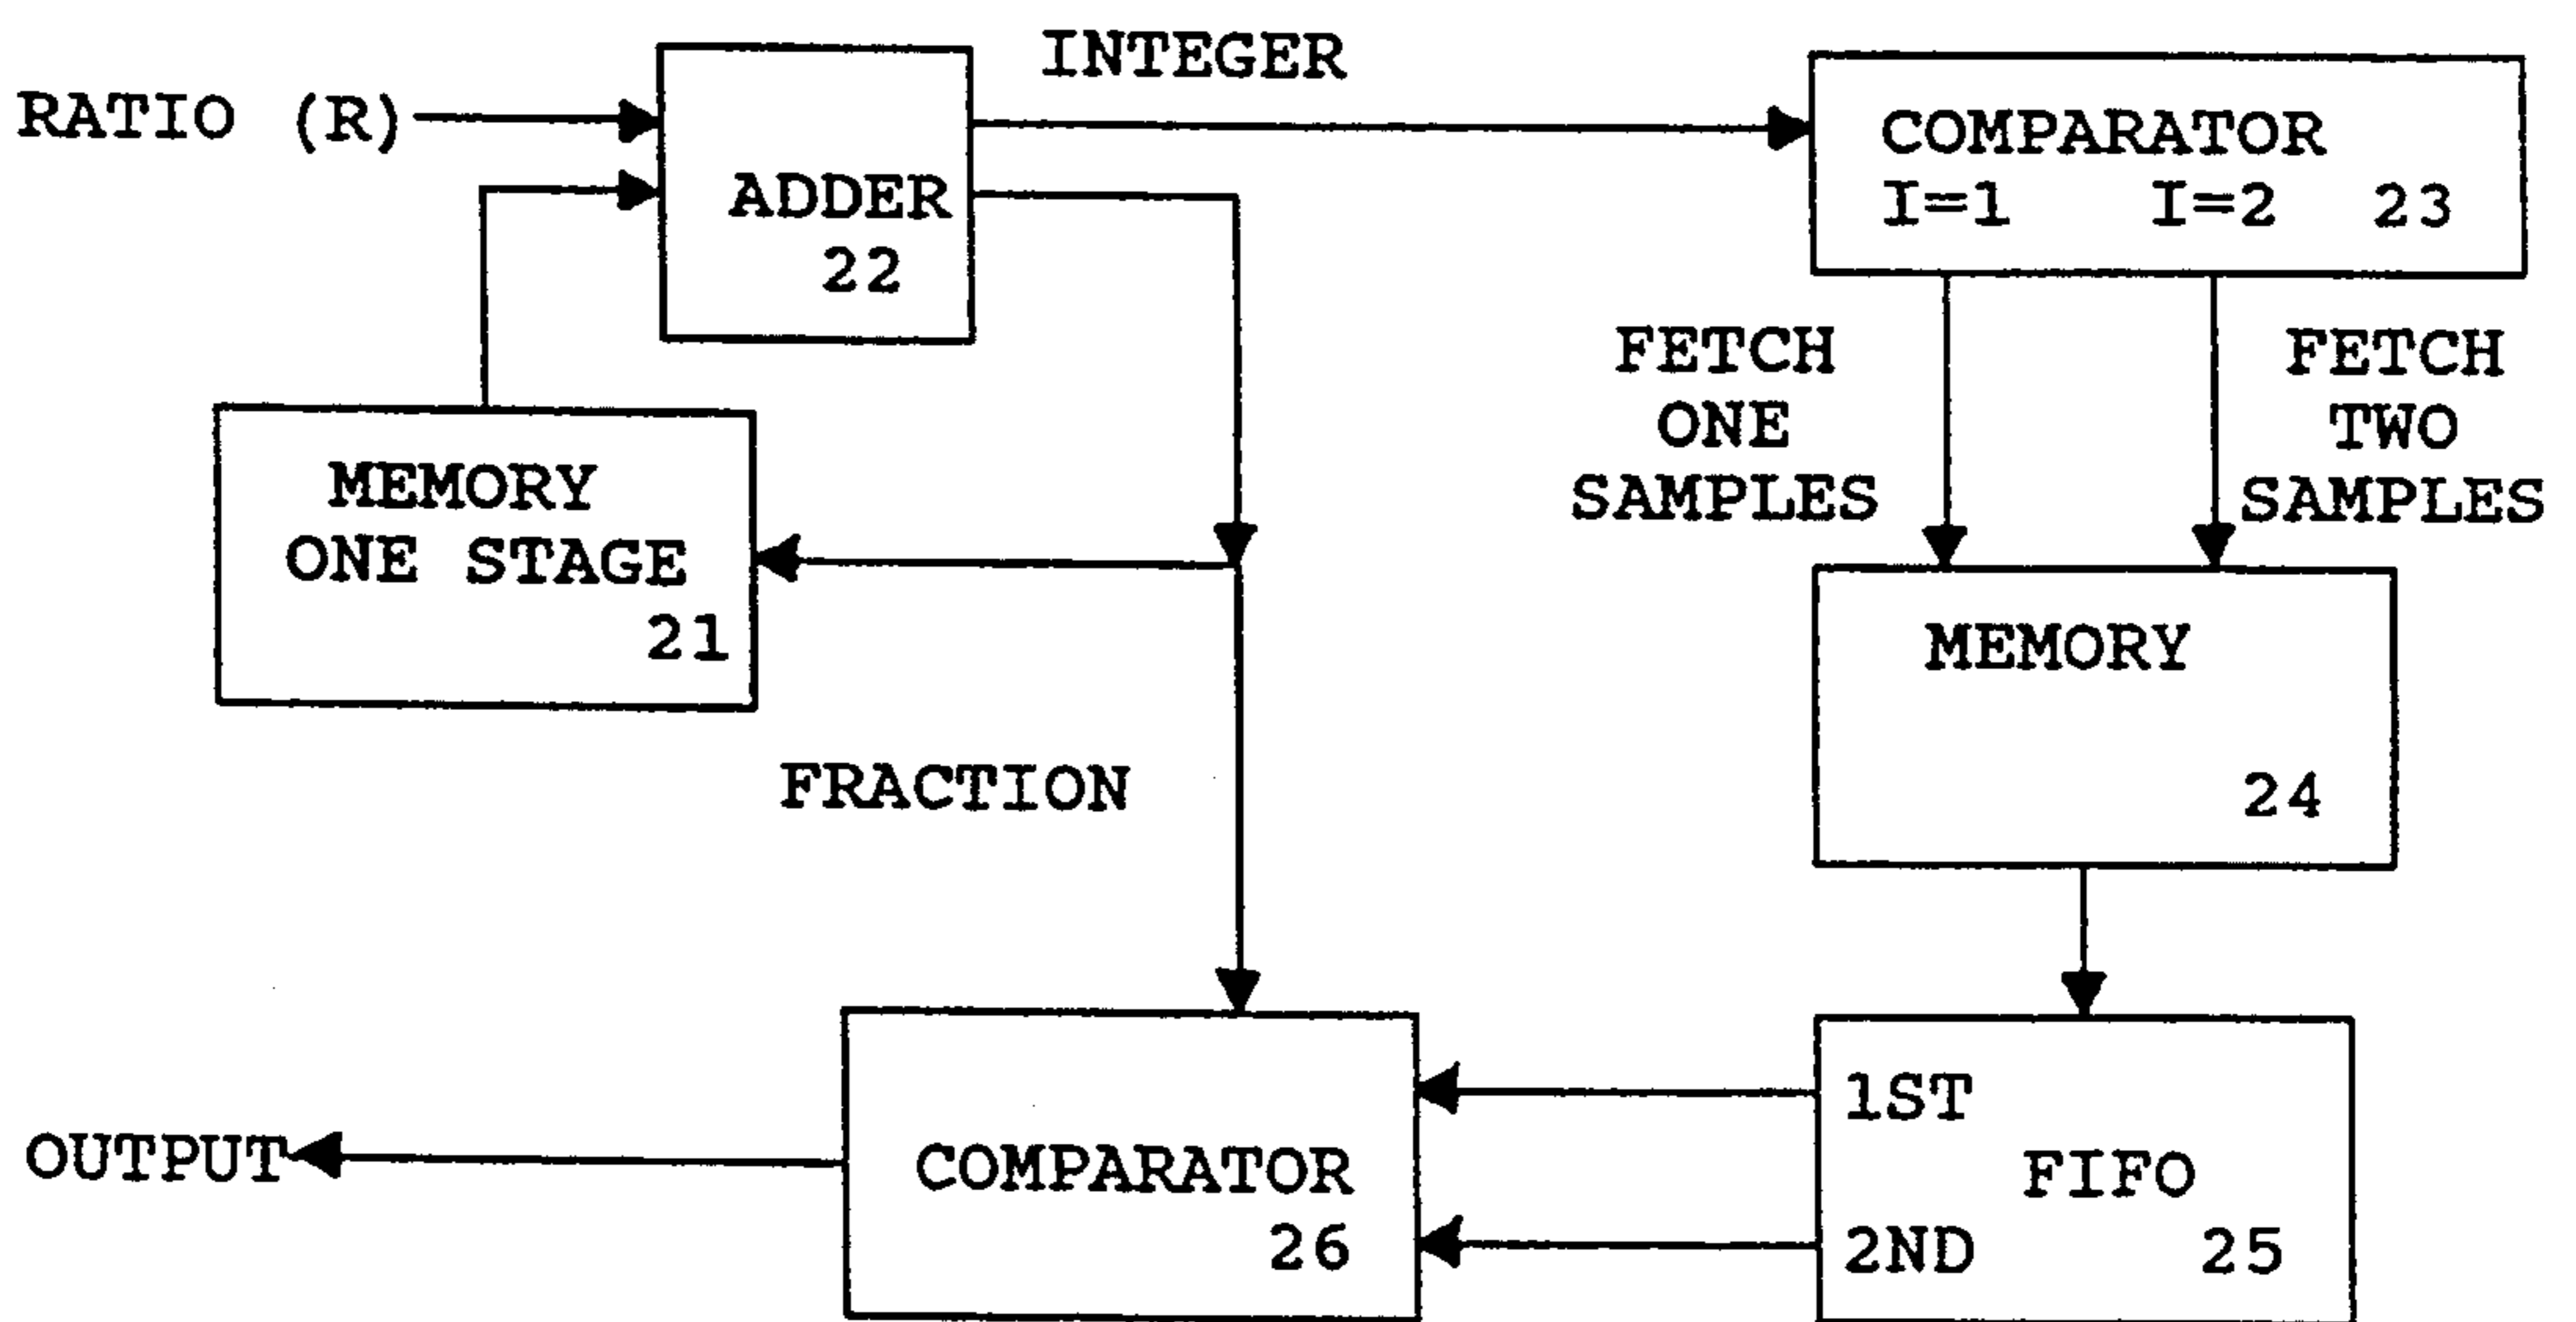 INTEGER
RATIO (R)
ADDER
22
COMPARATOR
I=1 I=2 23
FETCH
ONE
SAMPLES
FETCH
TWO
SAMPLES
MEMORY
ONE STAGE
21
MEMORY
24
FRACTION
1ST
FIFO
2ND 25
COMPARATOR
26
OUTPUT